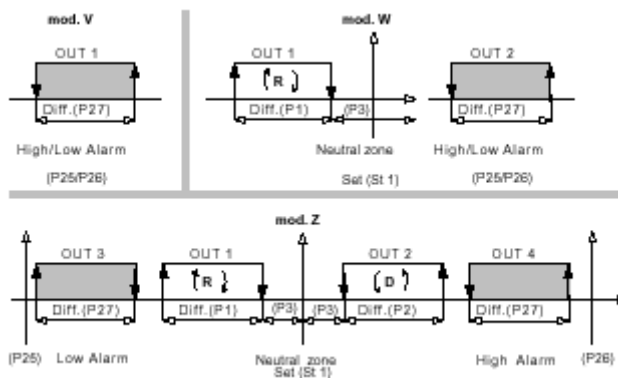 mod. V
mod. W
OUT 1
OUT 1
OUT 2
R
Diff.(P27)
Diff.(P1)
(P3)
Diff.(P27)
High/Low Alarm
Neutral zone
High/Low Alarm
(P25/P26)
Set (St 1)
(P25/P26)
mod. Z
OUT 3
OUT 1
OUT 2
OUT 4
R
D
Diff.(P27)
Diff.(P1)
(P3)
(P3)
Diff.(P2)
Diff.(P27)
(P25)
Low Alarm
Neutral zone
High Alarm
(P26)
Set (St 1)